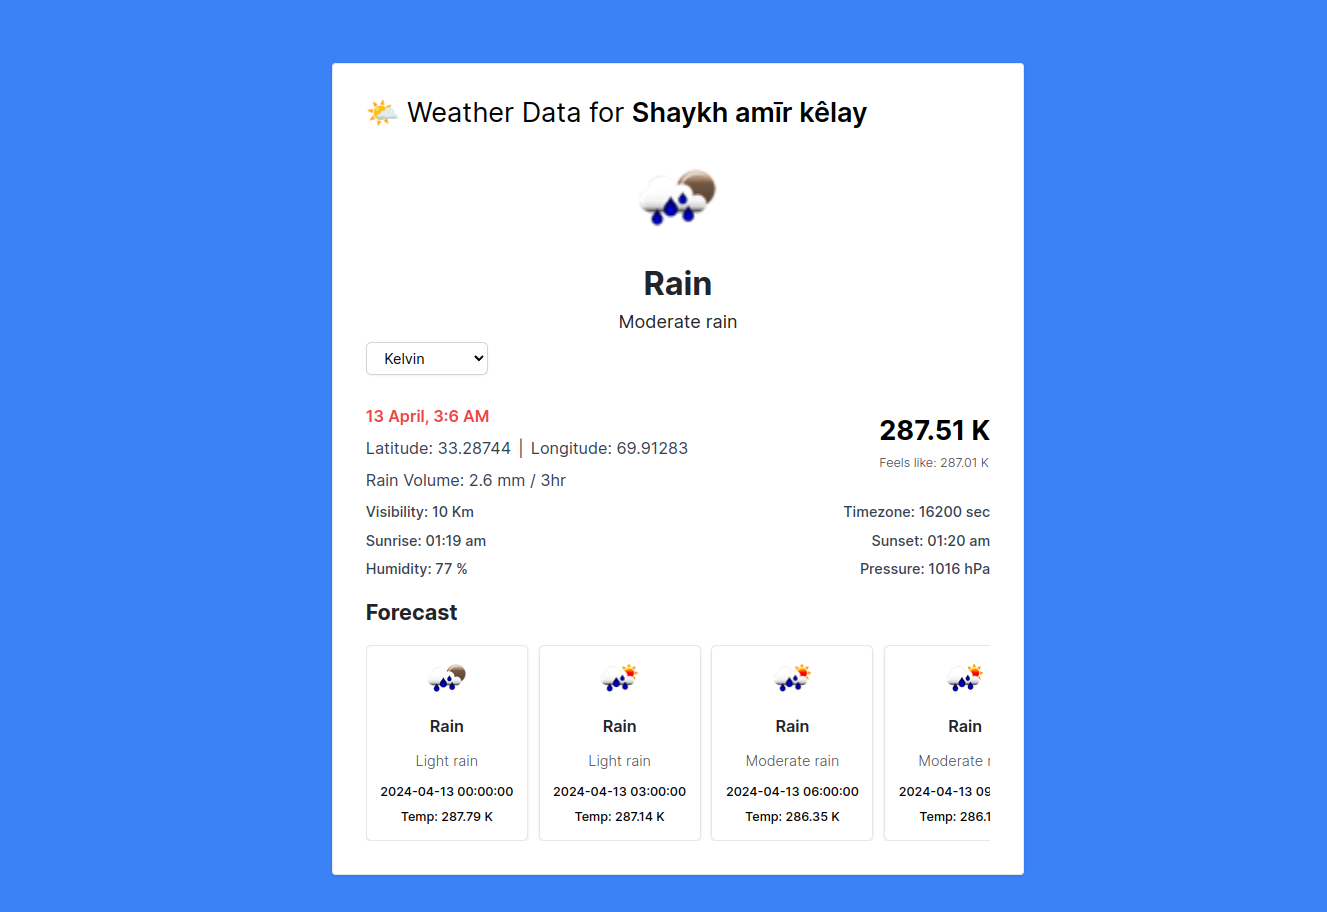 Weather Data for Shaykh amīr kêlay
Rain
Moderate rain
Kelvin
13 April, 3:6 AM
287.51 K
Latitude: 33.28744 | Longitude: 69.91283
Feels like: 287.01 K
Rain Volume: 2.6 mm / 3hr
Visibility: 10 Km
Timezone: 16200 sec
Sunrise: 01:19 am
Sunset: 01:20 am
Humidity: 77 %
Pressure: 1016 hPa
Forecast
Rain
Light rain
2024-04-13 00:00:00
Temp: 287.79 K
Rain
Light rain
2024-04-13 03:00:00
Temp: 287.14 K
Rain
Moderate rain
2024-04-13 06:00:00
Temp: 286.35 K
Rain
Moderate
2024-04-13 09
Temp: 286.1